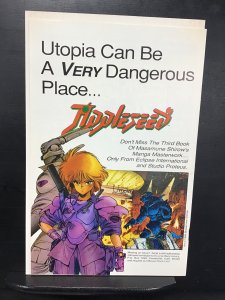 Utopia Can Be
A VERY Dangerous
Place...
Appleseed
Don't Miss The Third Book
Of Masamune Shirow's
Manga Masterwork...
Only From Eclipse International
and Studio Proteus.